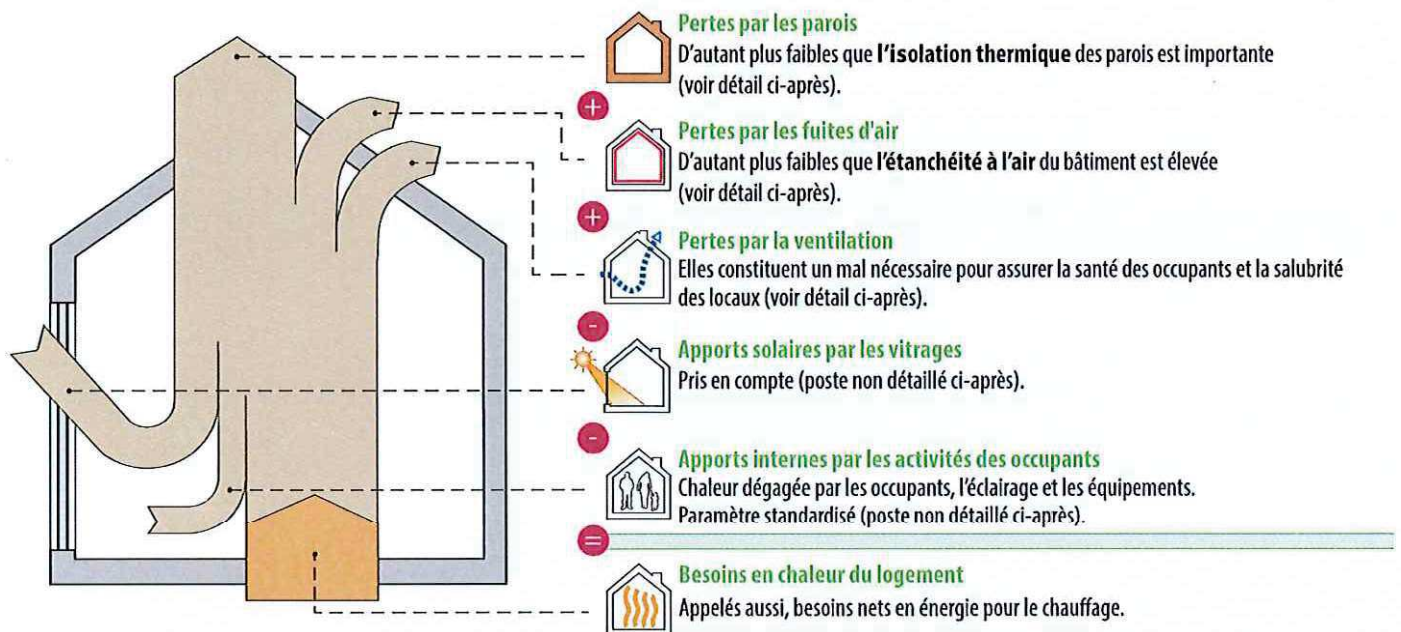 Pertes par les parois
D'autant plus faibles que l'isolation thermique des parois est importante
(voir détail ci-après).
+
Pertes par les fuites d'air
D'autant plus faibles que l'étanchéité à l'air du bâtiment est élevée
(voir détail ci-après).
+
Pertes par la ventilation
Elles constituent un mal nécessaire pour assurer la santé des occupants et la salubrité
des locaux (voir détail ci-après).
-
Apports solaires par les vitrages
Pris en compte (poste non détaillé ci-après).
-
Apports internes par les activités des occupants
Chaleur dégagée par les occupants, l'éclairage et les équipements.
Paramètre standardisé (poste non détaillé ci-après).
=
Besoins en chaleur du logement
Appelés aussi, besoins nets en énergie pour le chauffage.